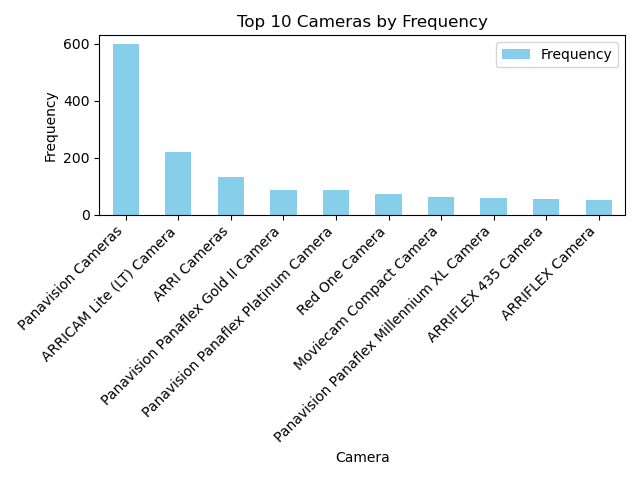 Top 10 Cameras by Frequency
Frequency
Frequency
600
400
200
0
Panavision Cameras
ARRICAM Lite (LT) Camera
ARRI Cameras
Panavision Panaflex Gold II Camera
Panavision Panaflex Platinum Camera
Red One Camera
Moviecam Compact Camera
Panavision Panaflex Millennium XL Camera
ARRIFLEX 435 Camera
ARRIFLEX Camera
Camera